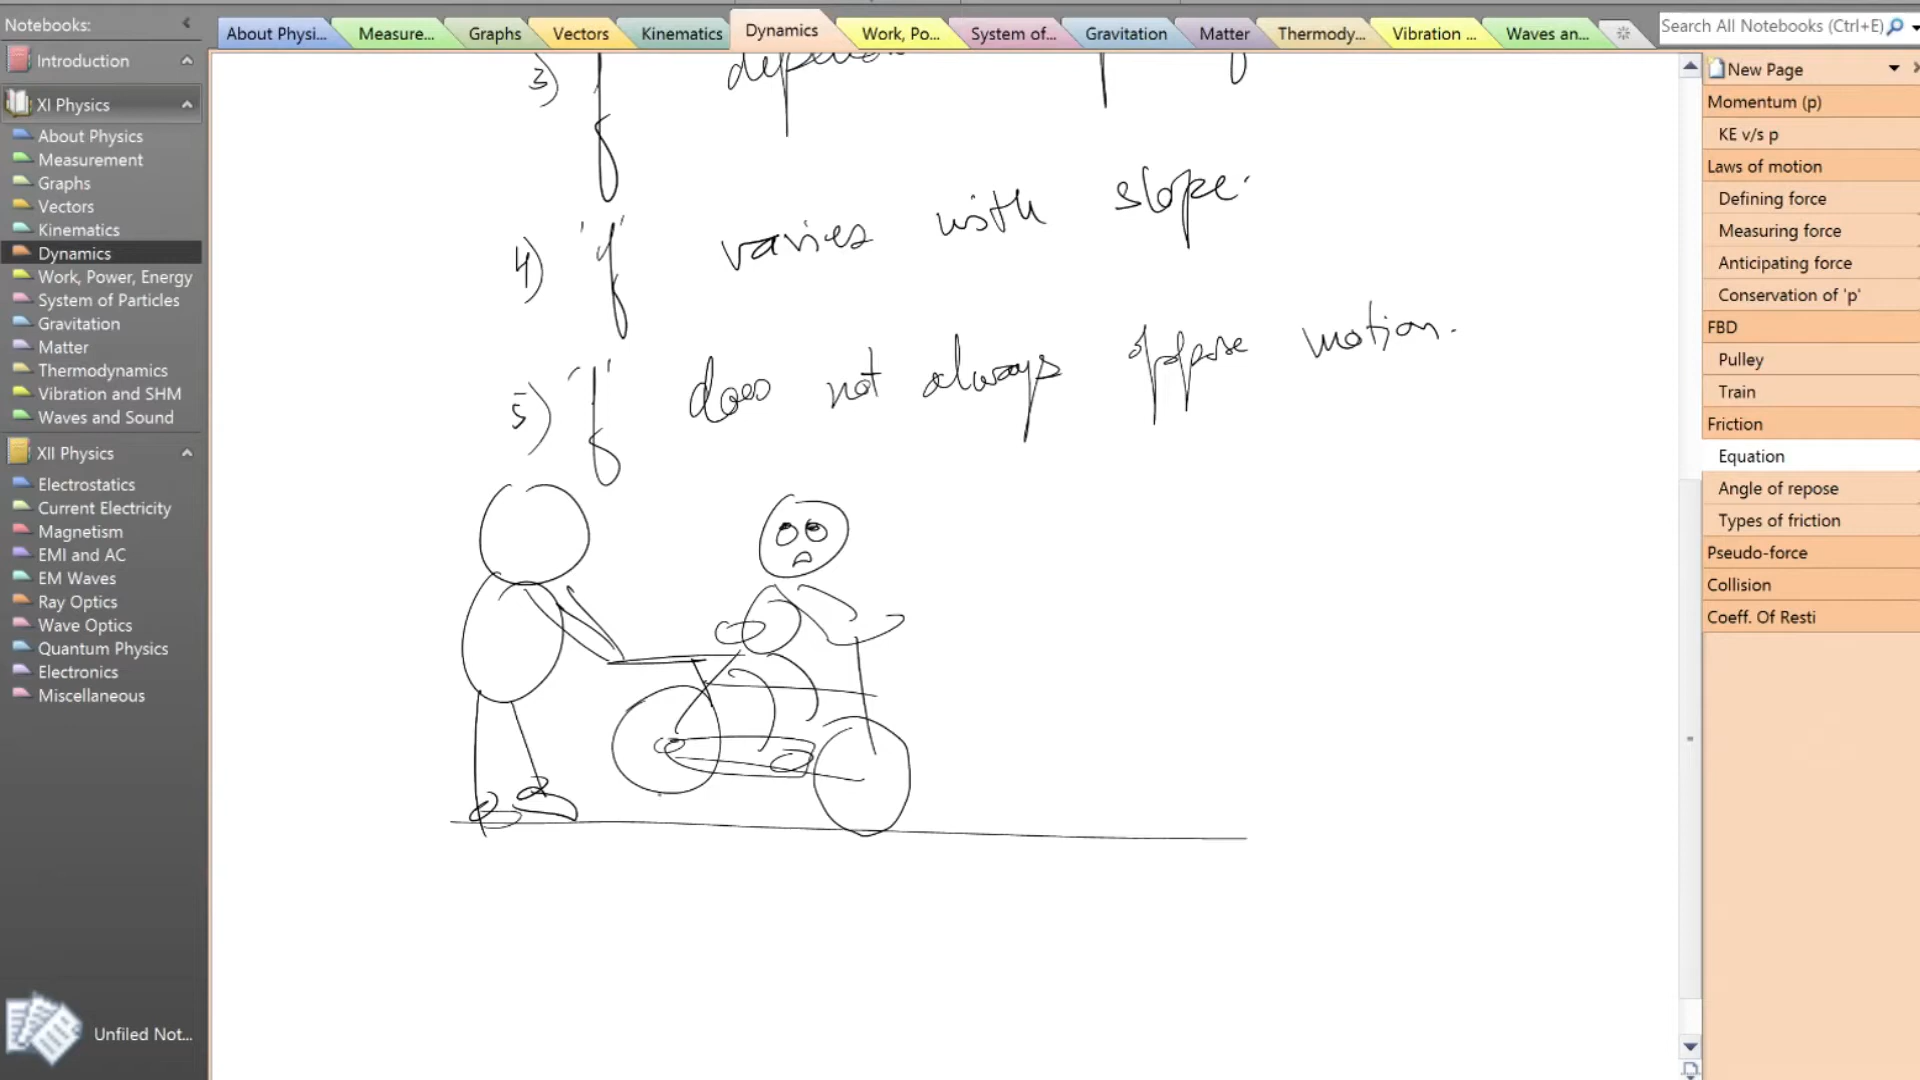 Notebooks:
Introduction
XI Physics
About Physics
Measurement
Graphs
Vectors
Kinematics
Dynamics
Work, Power, Energy
System of Particles
Gravitation
Matter
Thermodynamics
Vibration and SHM
Waves and Sound
XII Physics
Electrostatics
Current Electricity
Magnetism
EMI and AC
EM Waves
Ray Optics
Wave Optics
Quantum Physics
Electronics
Miscellaneous
Unfiled Not...
About Physi... Measure... Graphs Vectors Kinematics Dynamics Work, Po... System of... Gravitation Matter Thermody... Vibration ... Waves an...
Search All Notebooks (Ctrl+E)
3) f
4) 'f' varies with slope.
5) 'f' does not always oppose motion.
New Page
Momentum (p)
KE v/s p
Laws of motion
Defining force
Measuring force
Anticipating force
Conservation of 'p'
FBD
Pulley
Train
Friction
Equation
Angle of repose
Types of friction
Pseudo-force
Collision
Coeff. Of Resti